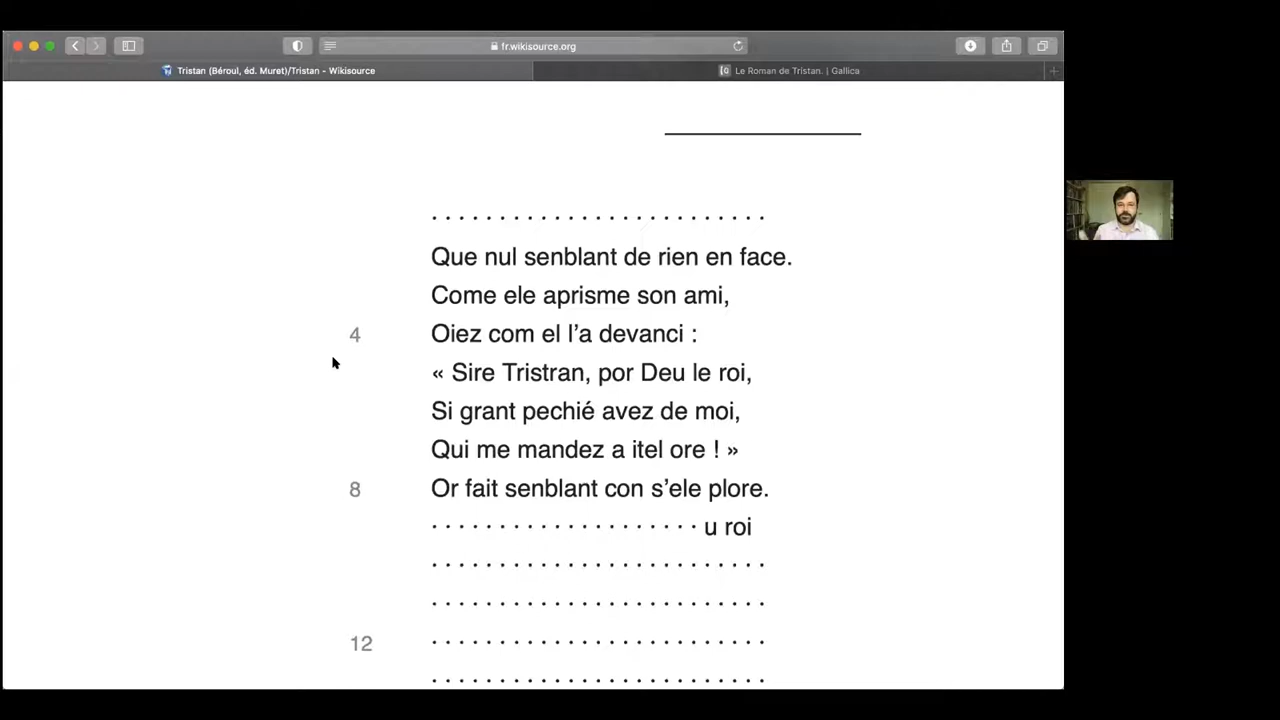 fr.wikisource.org
Tristan (Béroul, éd. Muret)/Tristan - Wikisource
Le Roman de Tristan. | Gallica
. . . . . . . . . . . . . . . . . . . . . . . . .
Que nul senblant de rien en face.
Come ele aprisme son ami,
4 Oiez com el l’a devanci :
« Sire Tristran, por Deu le roi,
Si grant pechié avez de moi,
Qui me mandez a itel ore ! »
8 Or fait senblant con s’ele plore.
. . . . . . . . . . . . . . . . . . . . u roi
. . . . . . . . . . . . . . . . . . . . . . . . .
. . . . . . . . . . . . . . . . . . . . . . . . .
12 . . . . . . . . . . . . . . . . . . . . . . . . .
. . . . . . . . . . . . . . . . . . . . . . . . .